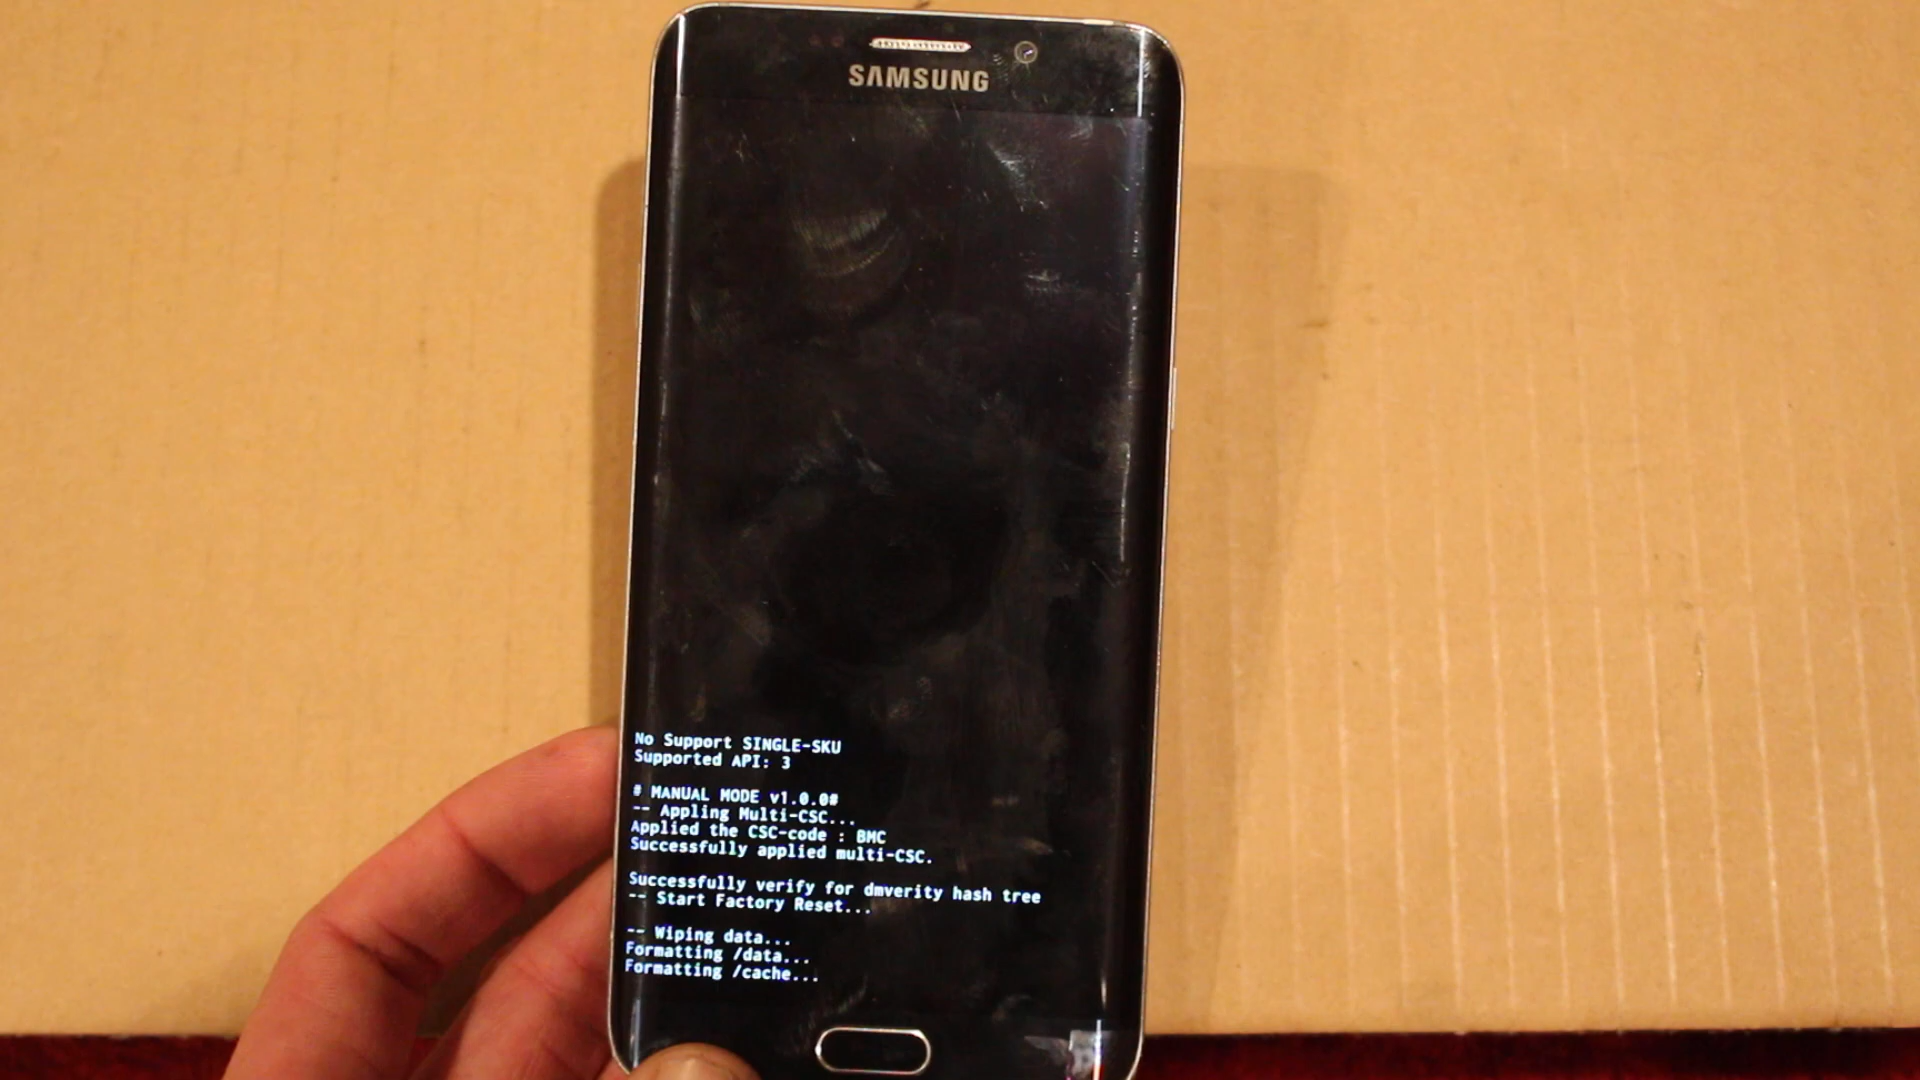 SAMSUNG
No Support SINGLE-SKU
Supported API: 3
# MANUAL MODE v1.0.0#
-- Appling Multi-CSC...
Applied the CSC-code : BMC
Successfully applied multi-CSC.
Successfully verify for dmverity hash tree
-- Start Factory Reset...
-- Wiping data...
Formatting /data...
Formatting /cache...